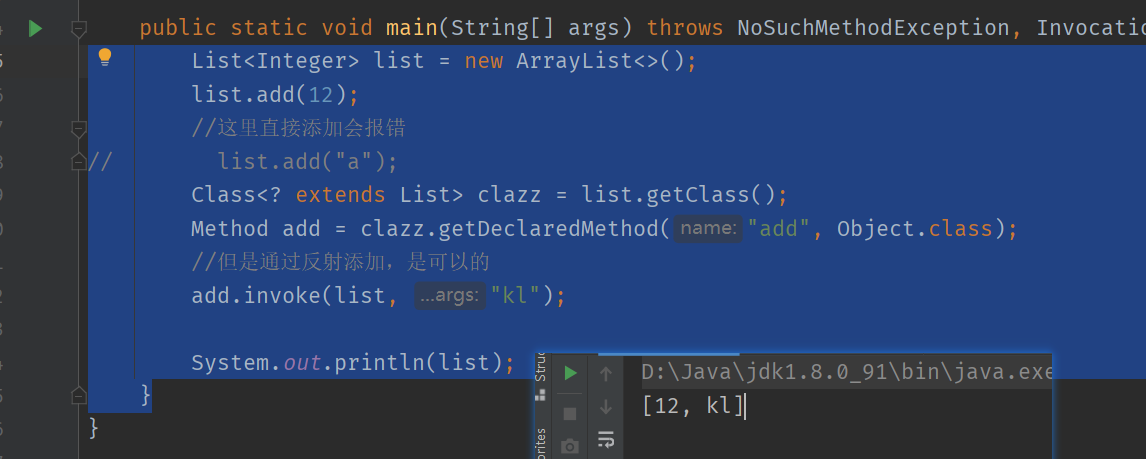 public static void main(String[] args) throws NoSuchMethodException, Invocatio
List<Integer> list = new ArrayList<>();
list.add(12);
//这里直接添加会报错
// list.add("a");
Class<? extends List> clazz = list.getClass();
Method add = clazz.getDeclaredMethod( name: "add", Object.class);
//但是通过反射添加，是可以的
add.invoke(list, ...args: "kl");
System.out.println(list);
}
}
D:\Java\jdk1.8.0_91\bin\java.exe
[12, kl]